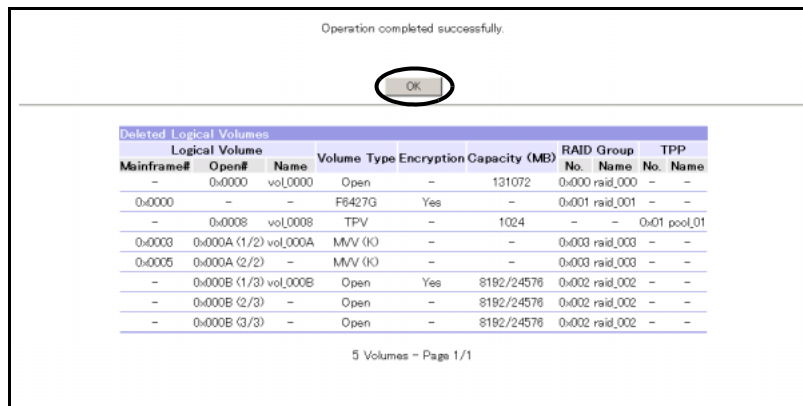 Operation completed successfully.
OK
Deleted Logical Volumes
Logical Volume Volume Type Encryption Capacity (MB) RAID Group TPP
Mainframe# Open# Name No. Name No. Name
- 0x0000 vol_0000 Open - 131072 0x000 raid_000 - -
0x0000 - - F6427G Yes - 0x001 raid_001 - -
- 0x0008 vol_0008 TPV - 1024 - - 0x01 pool_01
0x0003 0x000A (1/2) vol_000A MVV (K) - - 0x003 raid_003 - -
0x0005 0x000A (2/2) - MVV (K) - - 0x003 raid_003 - -
- 0x000B (1/3) vol_000B Open Yes 8192/24576 0x002 raid_002 - -
- 0x000B (2/3) - Open - 8192/24576 0x002 raid_002 - -
- 0x000B (3/3) - Open - 8192/24576 0x002 raid_002 - -
5 Volumes - Page 1/1